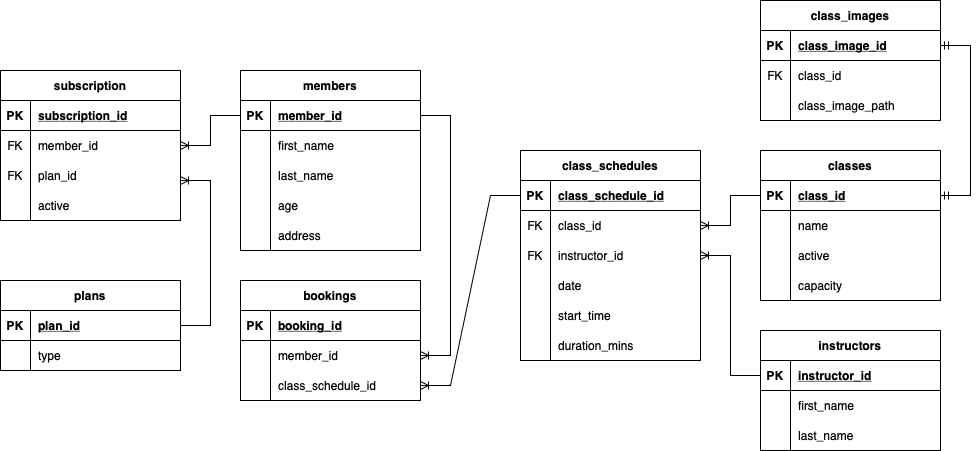 class_images
PK class_image_id
FK class_id
class_image_path
subscription
PK subscription_id
FK member_id
FK plan_id
active
members
PK member_id
first_name
last_name
age
address
class_schedules
PK class_schedule_id
FK class_id
FK instructor_id
date
start_time
duration_mins
classes
PK class_id
name
active
capacity
plans
PK plan_id
type
bookings
PK booking_id
member_id
class_schedule_id
instructors
PK instructor_id
first_name
last_name